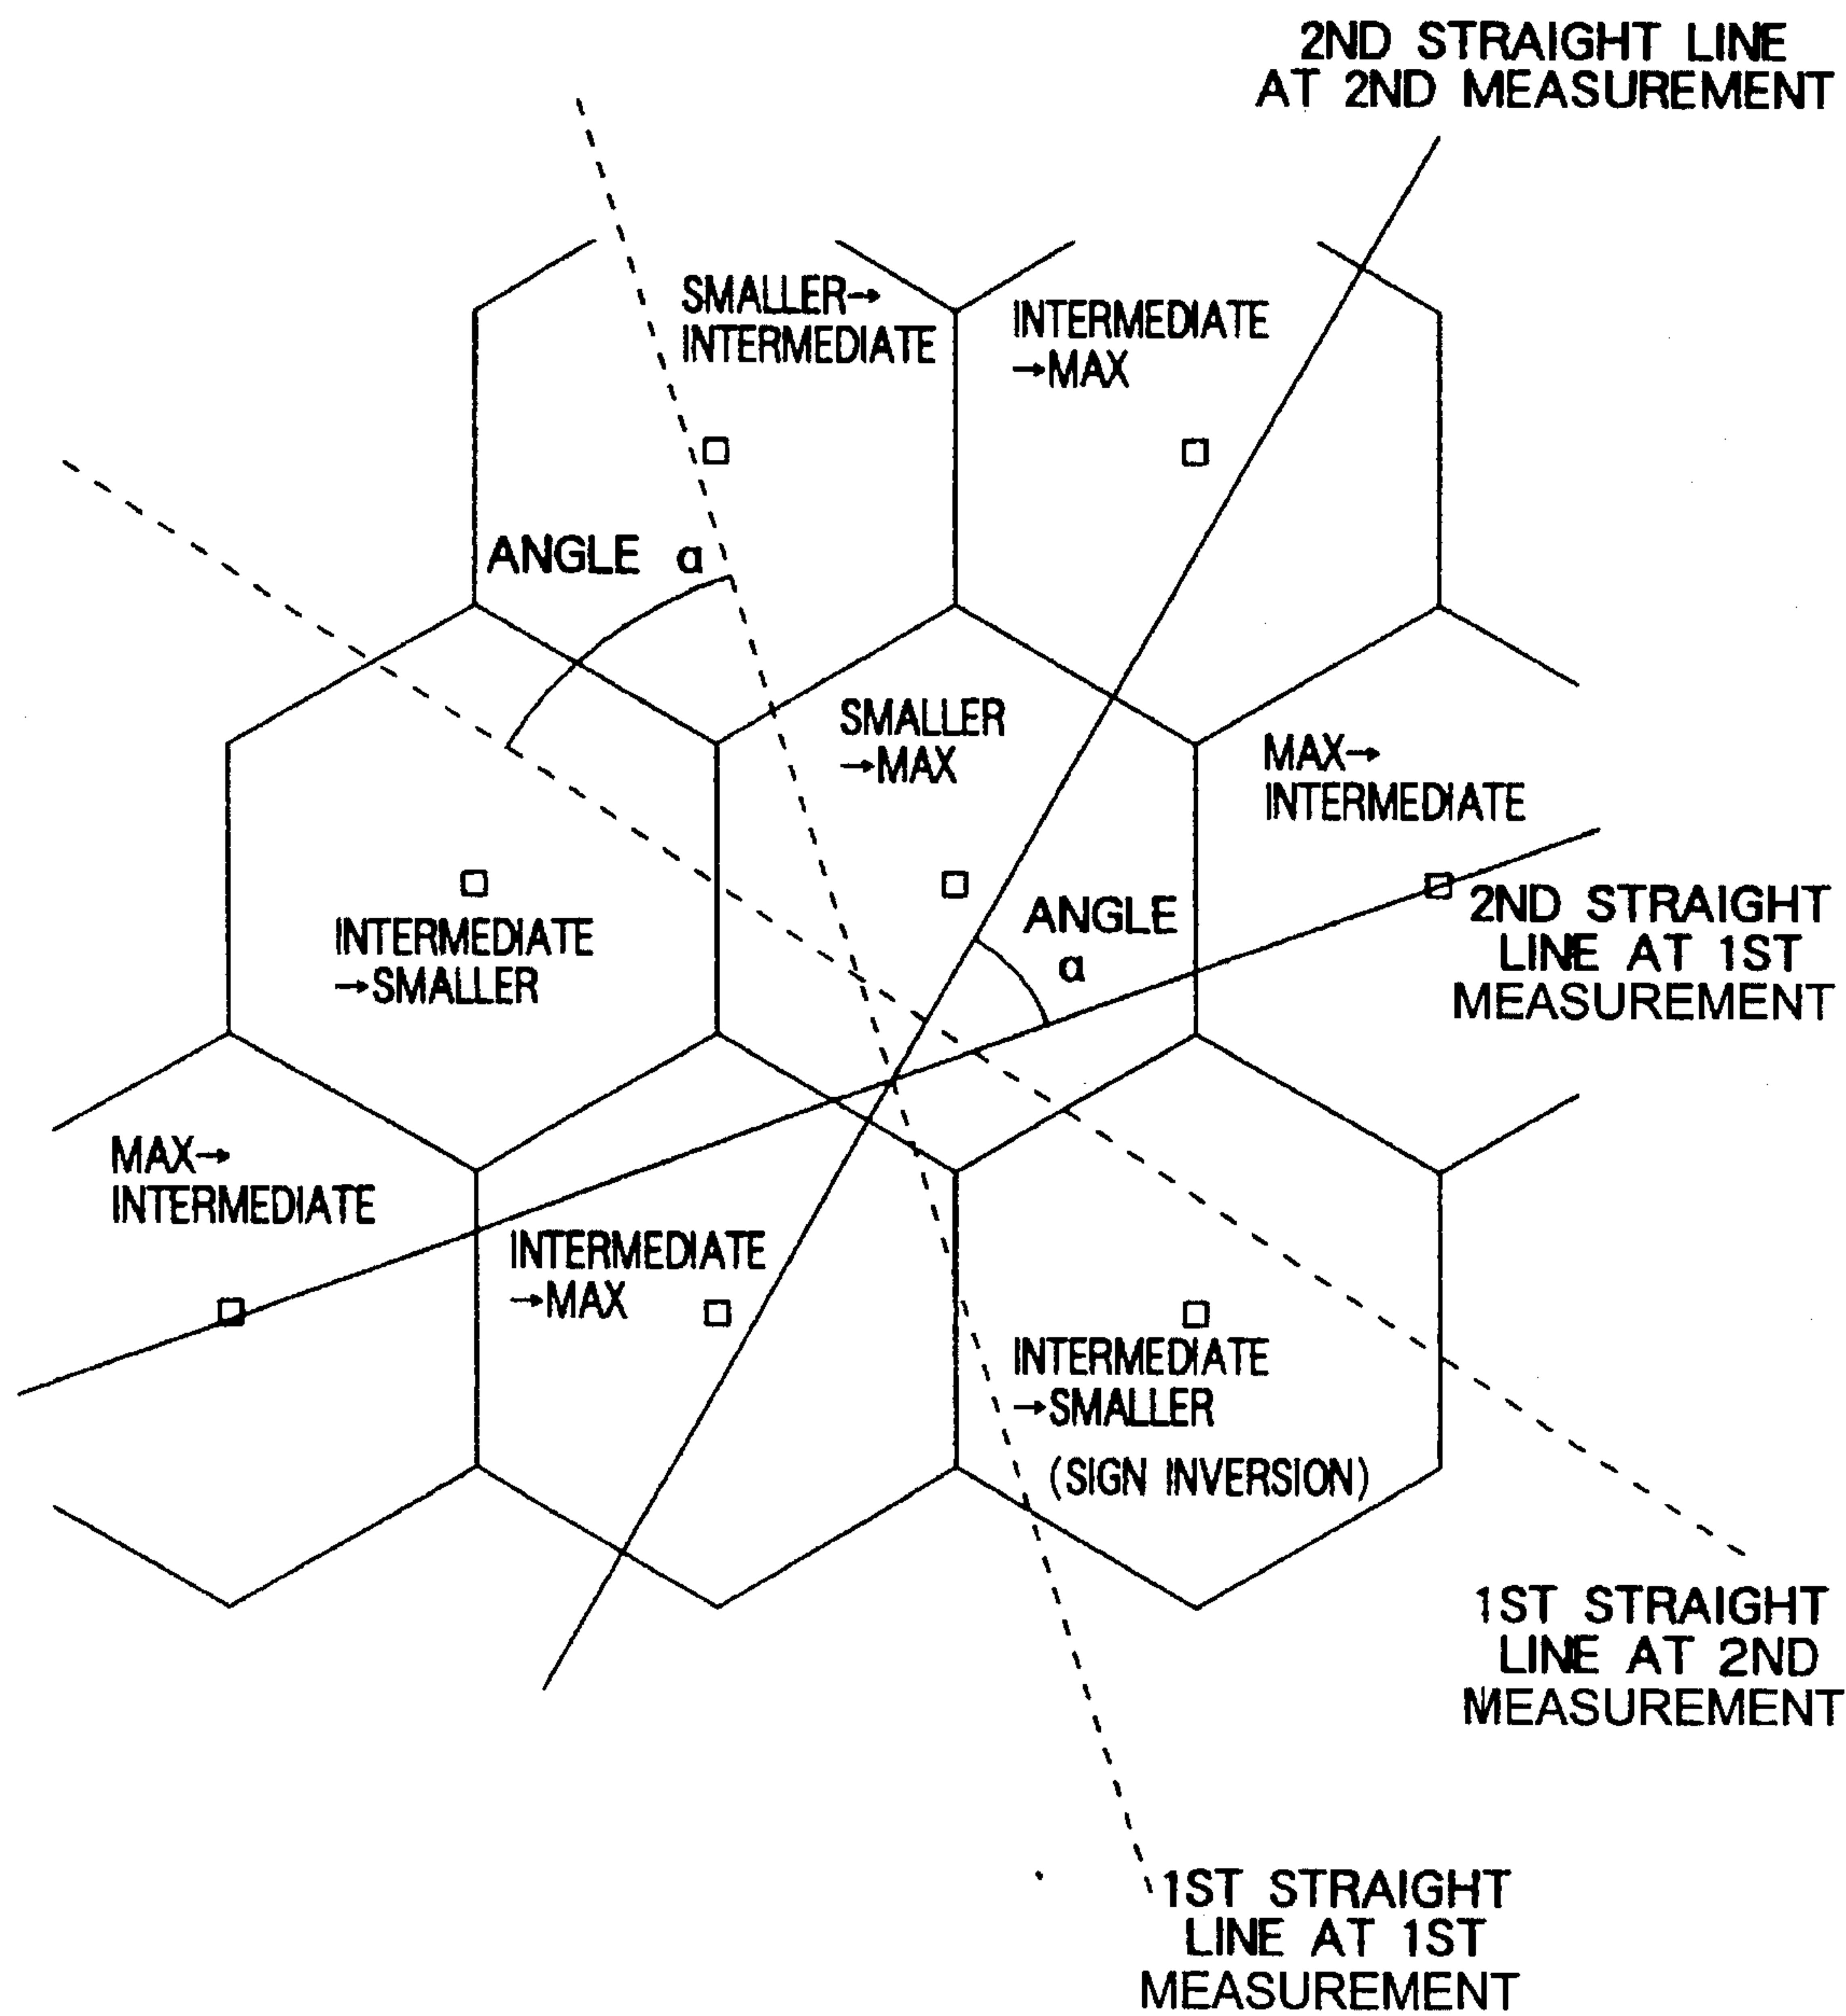 2ND STRAIGHT LINE
AT 2ND MEASUREMENT
SMALLER→
INTERMEDIATE
INTERMEDIATE
→MAX
ANGLE α
SMALLER
→MAX
MAX→
INTERMEDIATE
INTERMEDIATE
→SMALLER
ANGLE
α
2ND STRAIGHT
LINE AT 1ST
MEASUREMENT
MAX→
INTERMEDIATE
INTERMEDIATE
→MAX
INTERMEDIATE
→SMALLER
(SIGN INVERSION)
1ST STRAIGHT
LINE AT 2ND
MEASUREMENT
1ST STRAIGHT
LINE AT 1ST
MEASUREMENT